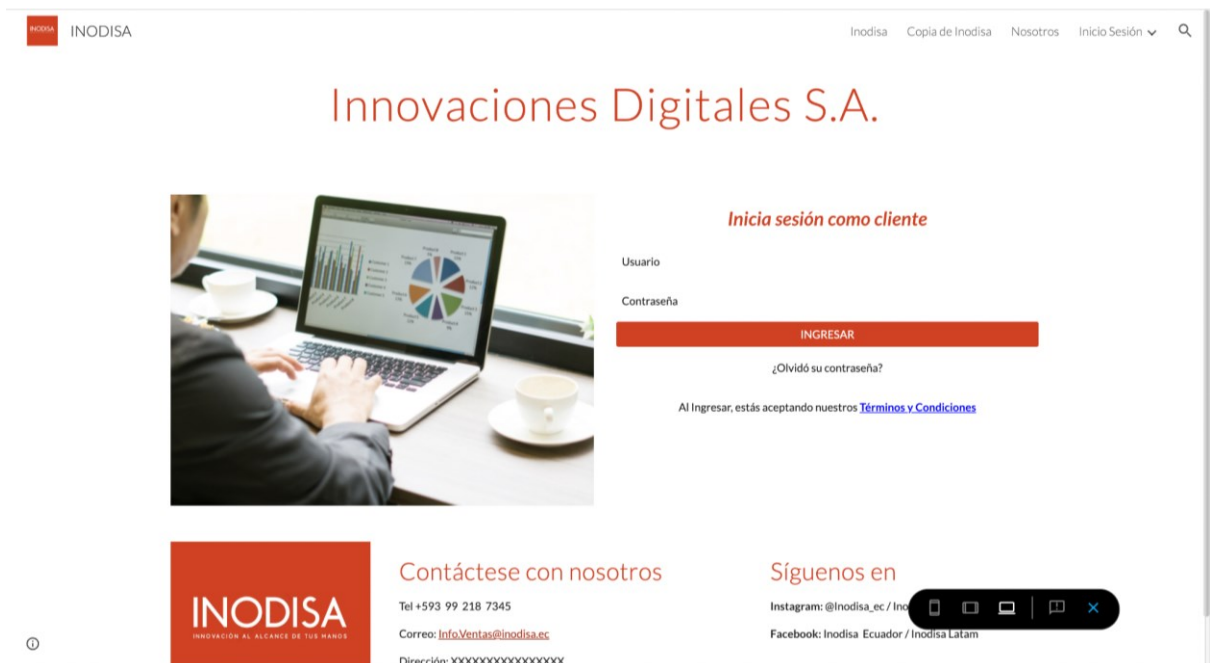 INODISA
INODISA
Inodisa
Copia de Inodisa
Nosotros
Inicio Sesión
Innovaciones Digitales S.A.
Inicia sesión como cliente
Usuario
Contraseña
INGRESAR
¿Olvidó su contraseña?
Al Ingresar, estás aceptando nuestros Términos y Condiciones
INODISA
INNOVACIÓN AL ALCANCE DE TUS MANOS
Contáctese con nosotros
Tel +593 99 218 7345
Correo: Info.Ventas@inodisa.ec
Dirección: XXXXXXXXXXXXXXXX
Síguenos en
Instagram: @Inodisa_ec /
Facebook: Inodisa Ecuador / Inodisa Latam